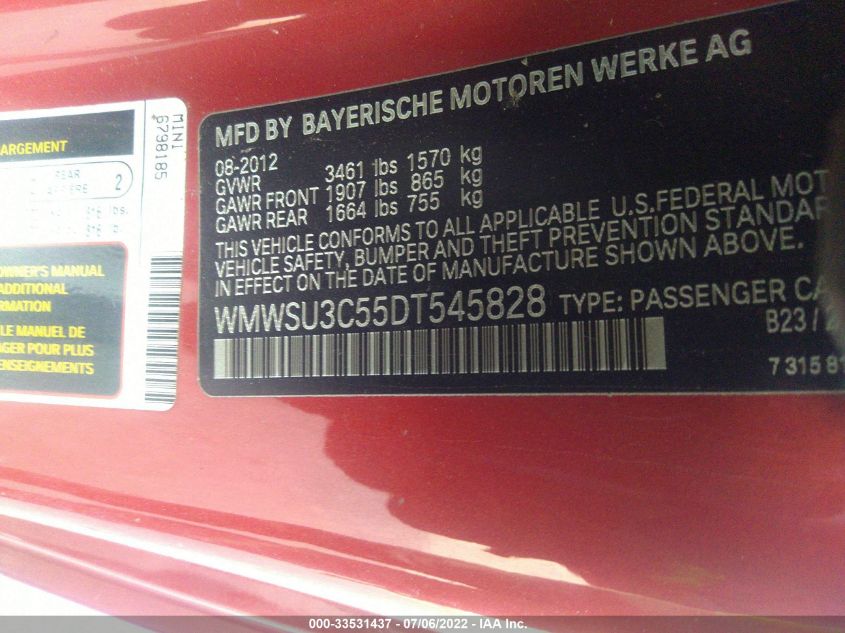 ARGEMENT
2
OWNER'S MANUAL
ADDITIONAL
RMATION
LE MANUEL DE
AGER POUR PLUS
ENSEIGNEMENTS
MINI
6798185
MFD BY BAYERISCHE MOTOREN WERKE AG
08-2012
GVWR 3461 lbs 1570 kg
GAWR FRONT 1907 lbs 865 kg
GAWR REAR 1664 lbs 755 kg
THIS VEHICLE CONFORMS TO ALL APPLICABLE U.S.FEDERAL MOT
VEHICLE SAFETY, BUMPER AND THEFT PREVENTION STANDAR
IN EFFECT ON THE DATE OF MANUFACTURE SHOWN ABOVE.
WMWSU3C55DT545828 TYPE: PASSENGER CA
B23/
7 315 81
000-33531437 - 07/06/2022 - IAA Inc.